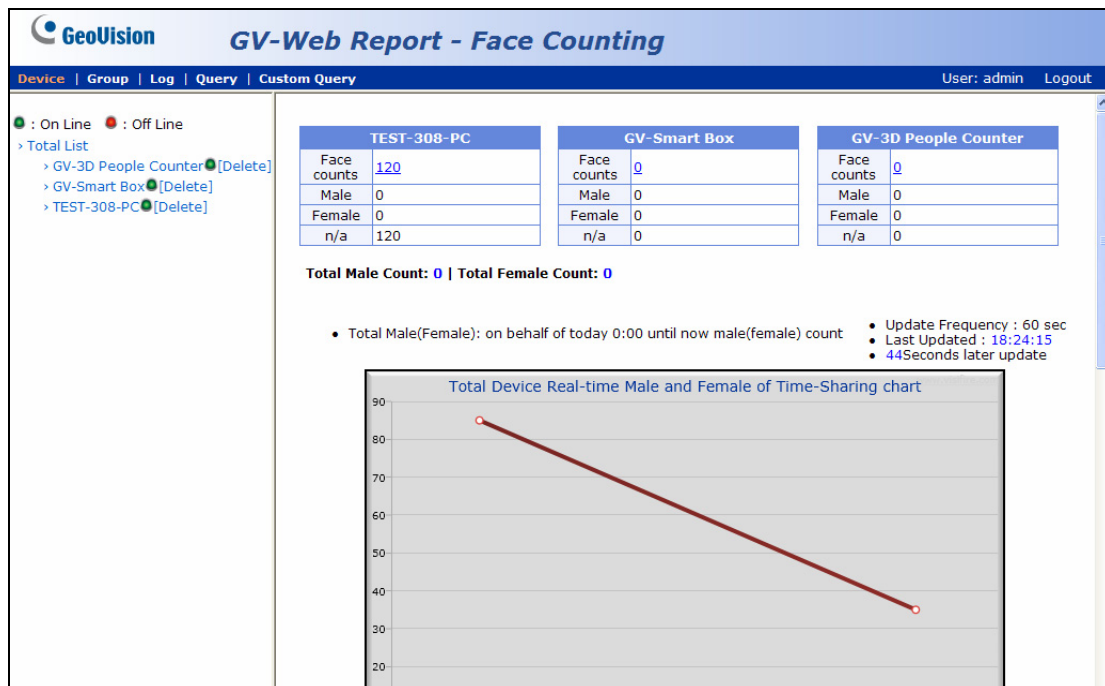 GeoVision
GV-Web Report - Face Counting
Device | Group | Log | Query | Custom Query
User: admin Logout
: On Line : Off Line
› Total List
› GV-3D People Counter[Delete]
› GV-Smart Box[Delete]
› TEST-308-PC[Delete]
TEST-308-PC
Face counts 120
Male 0
Female 0
n/a 120
GV-Smart Box
Face counts 0
Male 0
Female 0
n/a 0
GV-3D People Counter
Face counts 0
Male 0
Female 0
n/a 0
Total Male Count: 0 | Total Female Count: 0
• Total Male(Female): on behalf of today 0:00 until now male(female) count
• Update Frequency : 60 sec
• Last Updated : 18:24:15
• 44Seconds later update
Total Device Real-time Male and Female of Time-Sharing chart
90
80
70
60
50
40
30
20